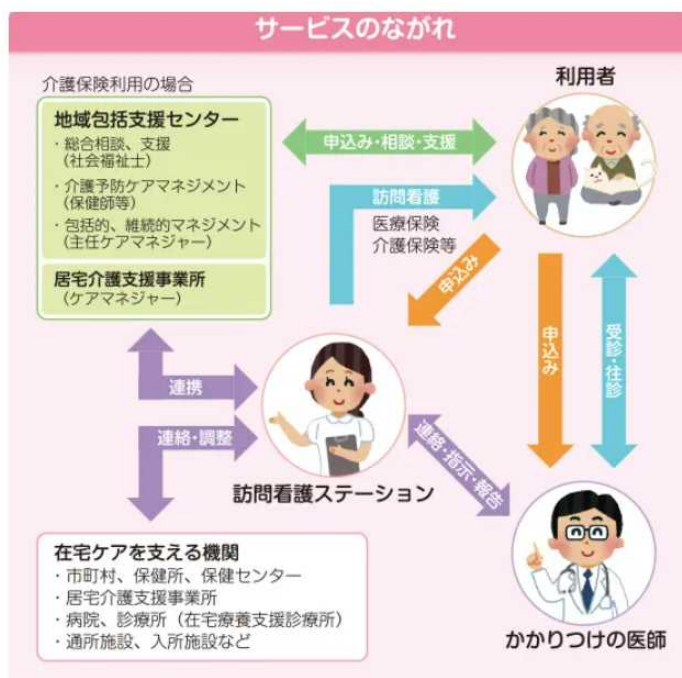 サービスのながれ
介護保険利用の場合
地域包括支援センター
・総合相談、支援
（社会福祉士）
・介護予防ケアマネジメント
（保健師等）
・包括的、継続的マネジメント
（主任ケアマネジャー）
居宅介護支援事業所
（ケアマネジャー）
申込み・相談・支援
利用者
訪問看護
医療保険
介護保険等
申込み
申込み
受診・往診
連携
連絡・調整
訪問看護ステーション
連絡・指示・報告
在宅ケアを支える機関
・市町村、保健所、保健センター
・居宅介護支援事業所
・病院、診療所（在宅療養支援診療所）
・通所施設、入所施設など
かかりつけの医師